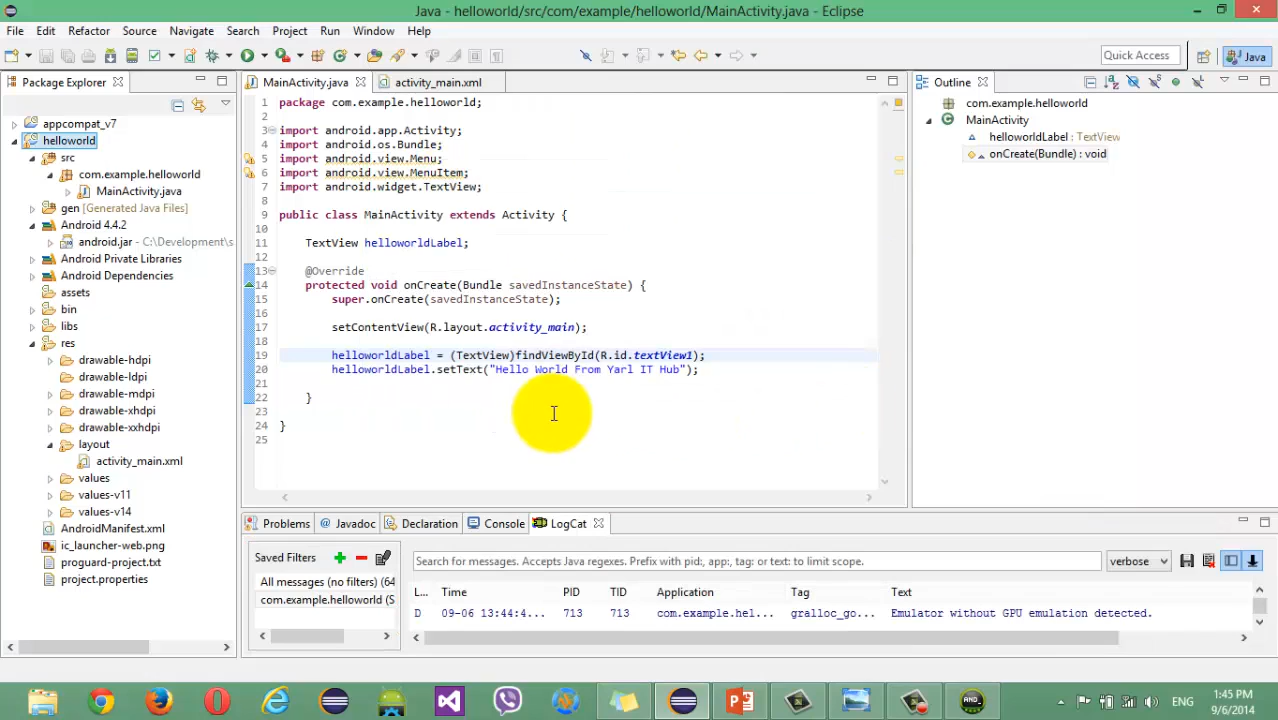 Java - helloworld/src/com/example/helloworld/MainActivity.java - Eclipse
File Edit Refactor Source Navigate Search Project Run Window Help
Quick Access
Java
Package Explorer
MainActivity.java
activity_main.xml
Outline
appcompat_v7
helloworld
src
com.example.helloworld
MainActivity.java
gen [Generated Java Files]
Android 4.4.2
android.jar - C:\Development\s
Android Private Libraries
Android Dependencies
assets
bin
libs
res
drawable-hdpi
drawable-ldpi
drawable-mdpi
drawable-xhdpi
drawable-xxhdpi
layout
activity_main.xml
values
values-v11
values-v14
AndroidManifest.xml
ic_launcher-web.png
proguard-project.txt
project.properties
1 package com.example.helloworld;
2
3 import android.app.Activity;
4 import android.os.Bundle;
5 import android.view.Menu;
6 import android.view.MenuItem;
7 import android.widget.TextView;
8
9 public class MainActivity extends Activity {
10
11 TextView helloworldLabel;
12
13 @Override
14 protected void onCreate(Bundle savedInstanceState) {
15 super.onCreate(savedInstanceState);
16
17 setContentView(R.layout.activity_main);
18
19 helloworldLabel = (TextView)findViewById(R.id.textView1);
20 helloworldLabel.setText("Hello World From Yarl IT Hub");
21
22 }
23
24 }
25
com.example.helloworld
MainActivity
helloworldLabel : TextView
onCreate(Bundle) : void
Problems @ Javadoc Declaration Console LogCat
Saved Filters
All messages (no filters) (64
com.example.helloworld (S
Search for messages. Accepts Java regexes. Prefix with pid:, app:, tag: or text: to limit scope.
verbose
L... Time PID TID Application Tag Text
D 09-06 13:44:4... 713 713 com.example.hel... gralloc_go... Emulator without GPU emulation detected.
ENG
1:45 PM
9/6/2014